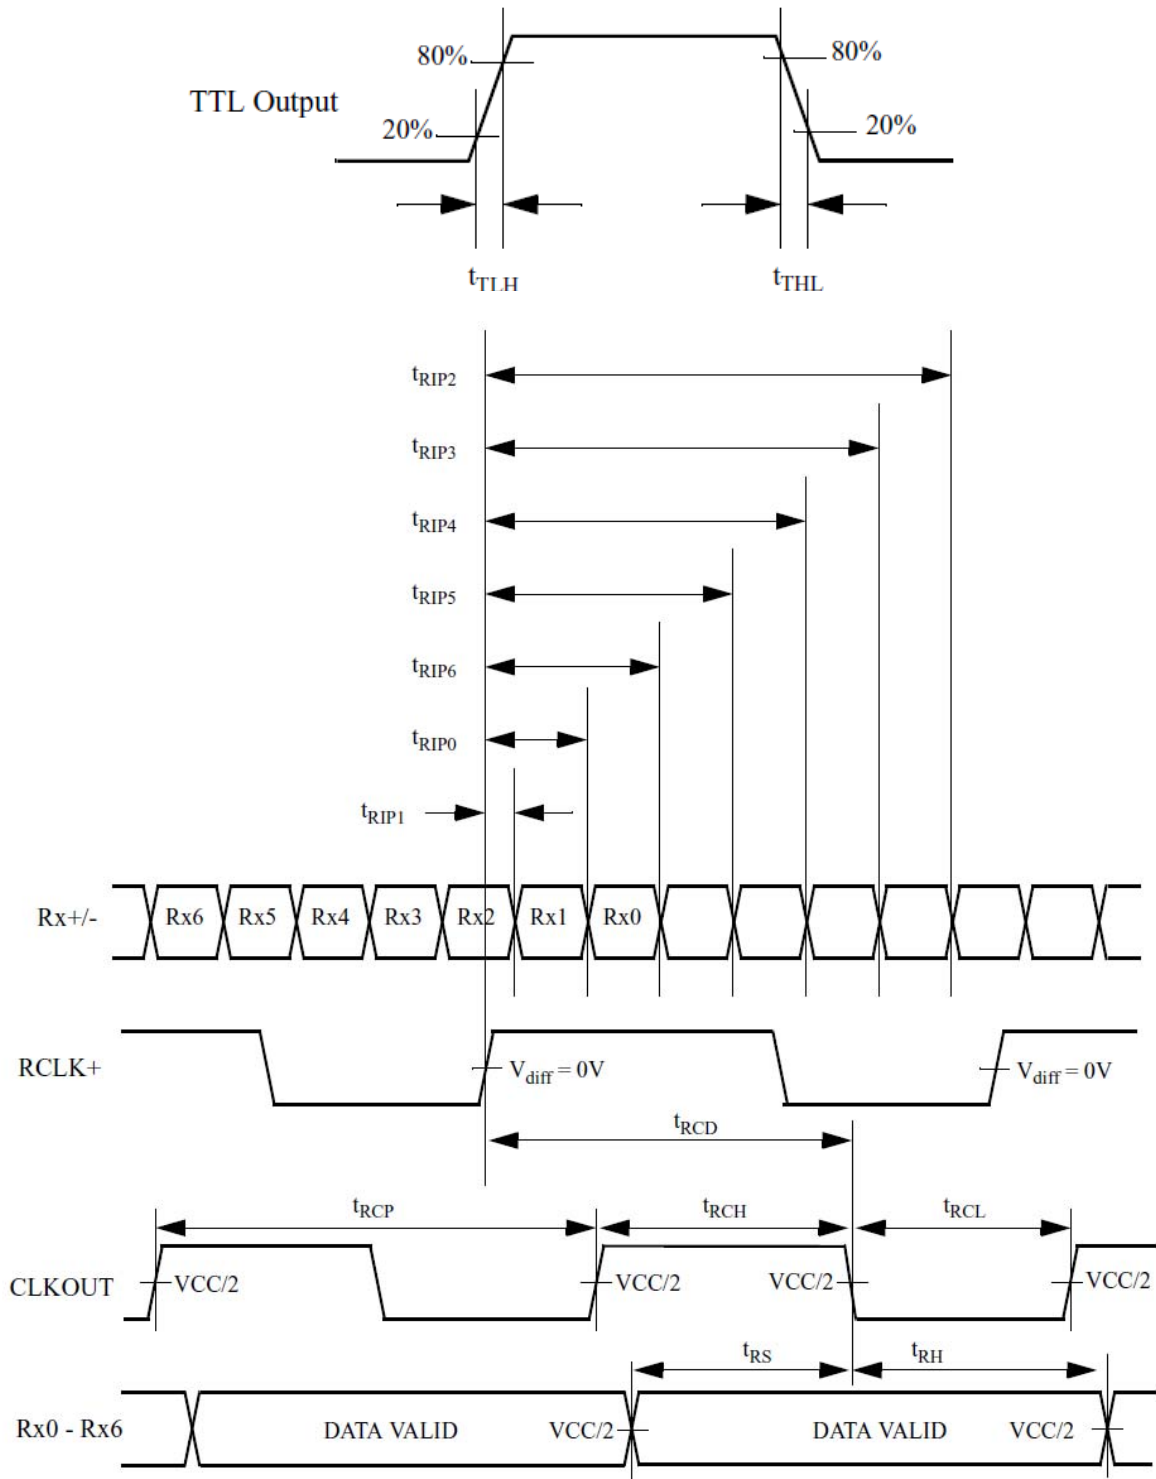 80%
80%
TTL Output
20%
20%
tTLH
tTHL
tRIP2
tRIP3
tRIP4
tRIP5
tRIP6
tRIP0
tRIP1
Rx+/- Rx6 Rx5 Rx4 Rx3 Rx2 Rx1 Rx0
RCLK+ Vdiff = 0V Vdiff = 0V
tRCD
tRCP tRCH tRCL
CLKOUT VCC/2 VCC/2 VCC/2 VCC/2
tRS tRH
Rx0 - Rx6 DATA VALID VCC/2 DATA VALID VCC/2